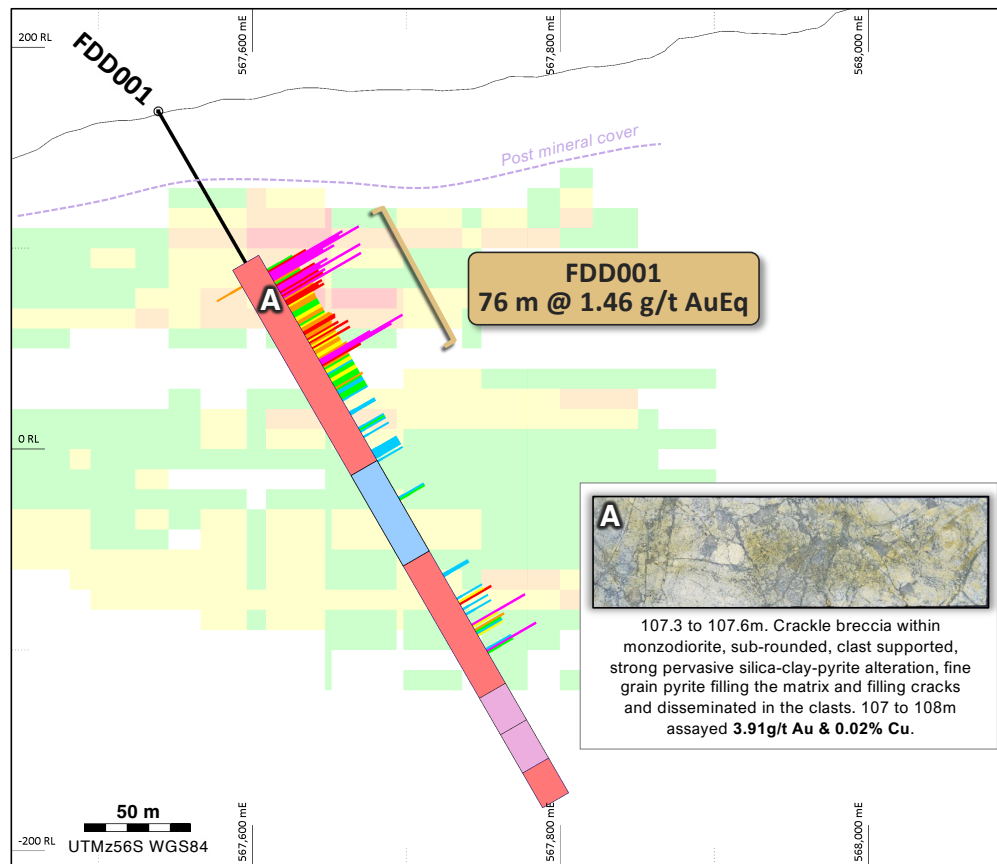 200 RL
567,600 mE
567,800 mE
568,000 mE
FDD001
Post mineral cover
FDD001
76 m @ 1.46 g/t AuEq
A
0 RL
A
107.3 to 107.6m. Crackle breccia within
monzodiorite, sub-rounded, clast supported,
strong pervasive silica-clay-pyrite alteration, fine
grain pyrite filling the matrix and filling cracks
and disseminated in the clasts. 107 to 108m
assayed 3.91g/t Au & 0.02% Cu.
50 m
UTMz56S WGS84
-200 RL
567,600 mE
567,800 mE
568,000 mE